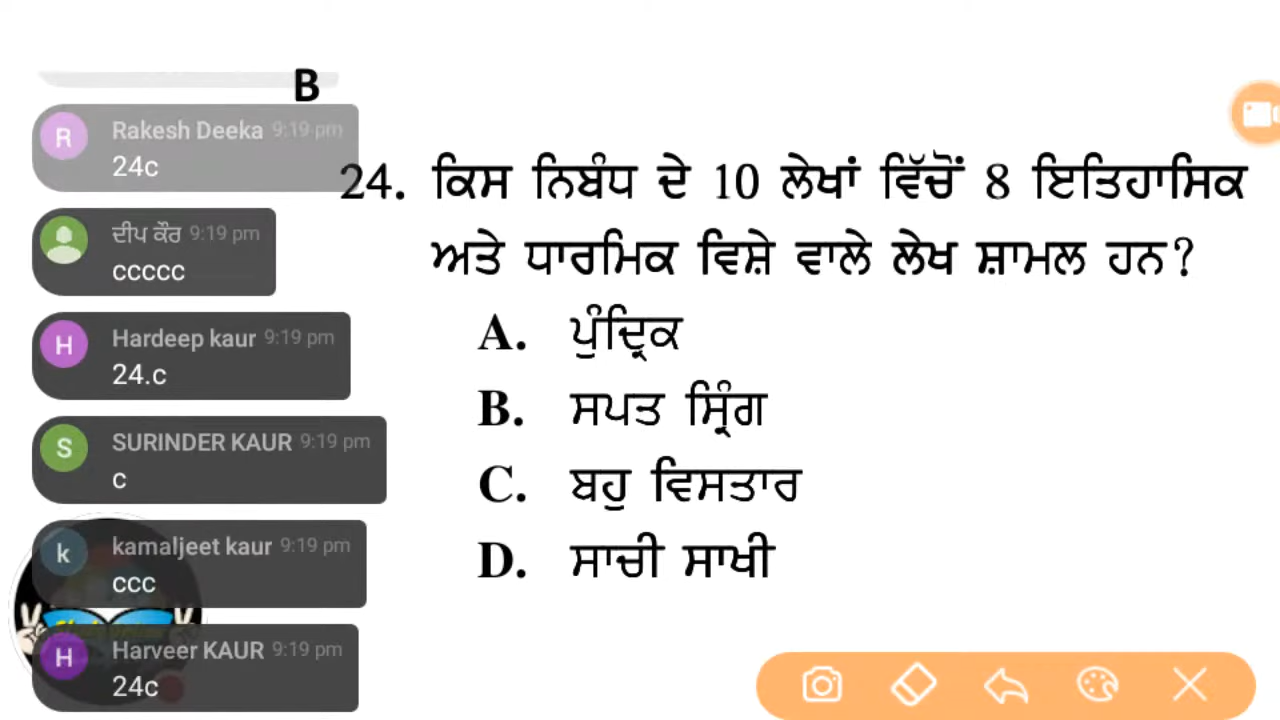 B
Rakesh Deeka 9:19 pm
24c
ਦੀਪ ਕੌਰ 9:19 pm
ccccc
Hardeep kaur 9:19 pm
24.c
SURINDER KAUR 9:19 pm
c
kamaljeet kaur 9:19 pm
ccc
Harveer KAUR 9:19 pm
24c
24. ਕਿਸ ਨਿਬੰਧ ਦੇ 10 ਲੇਖਾਂ ਵਿੱਚੋਂ 8 ਇਤਿਹਾਸਿਕ
ਅਤੇ ਧਾਰਮਿਕ ਵਿਸ਼ੇ ਵਾਲੇ ਲੇਖ ਸ਼ਾਮਲ ਹਨ?
A. ਪੁੰਦ੍ਰਿਕ
B. ਸਪਤ ਸ੍ਰਿੰਗ
C. ਬਹੁ ਵਿਸਤਾਰ
D. ਸਾਚੀ ਸਾਖੀ